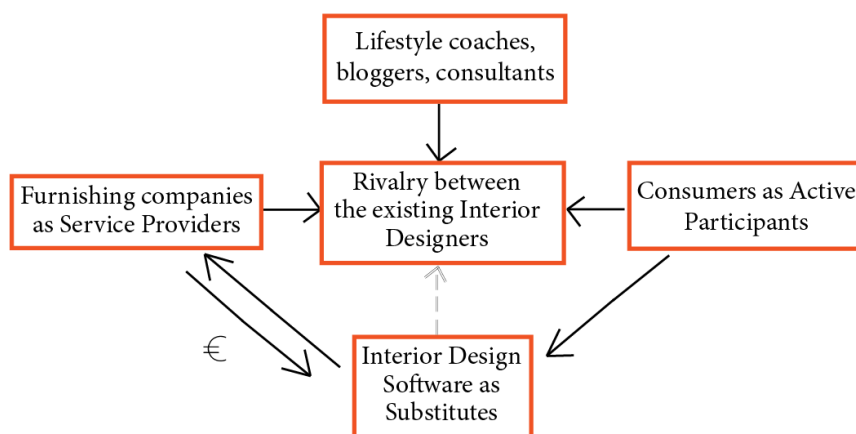 Lifestyle coaches,
bloggers, consultants
Furnishing companies
as Service Providers
Rivalry between
the existing Interior
Designers
Consumers as Active
Participants
€
Interior Design
Software as
Substitutes